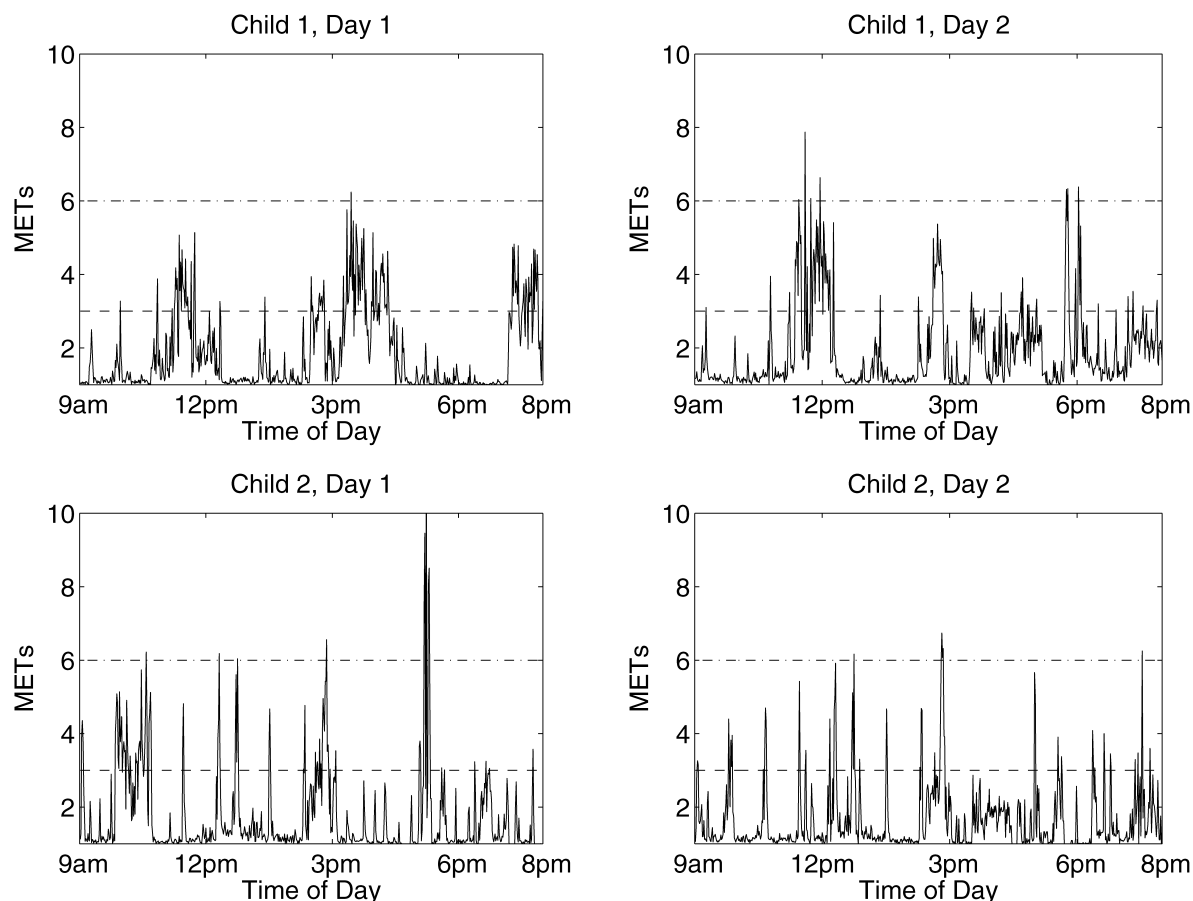 Child 1, Day 1
10
8
6
4
2
METs
9am 12pm 3pm 6pm 8pm
Time of Day
Child 1, Day 2
10
8
6
4
2
METs
9am 12pm 3pm 6pm 8pm
Time of Day
Child 2, Day 1
10
8
6
4
2
METs
9am 12pm 3pm 6pm 8pm
Time of Day
Child 2, Day 2
10
8
6
4
2
METs
9am 12pm 3pm 6pm 8pm
Time of Day